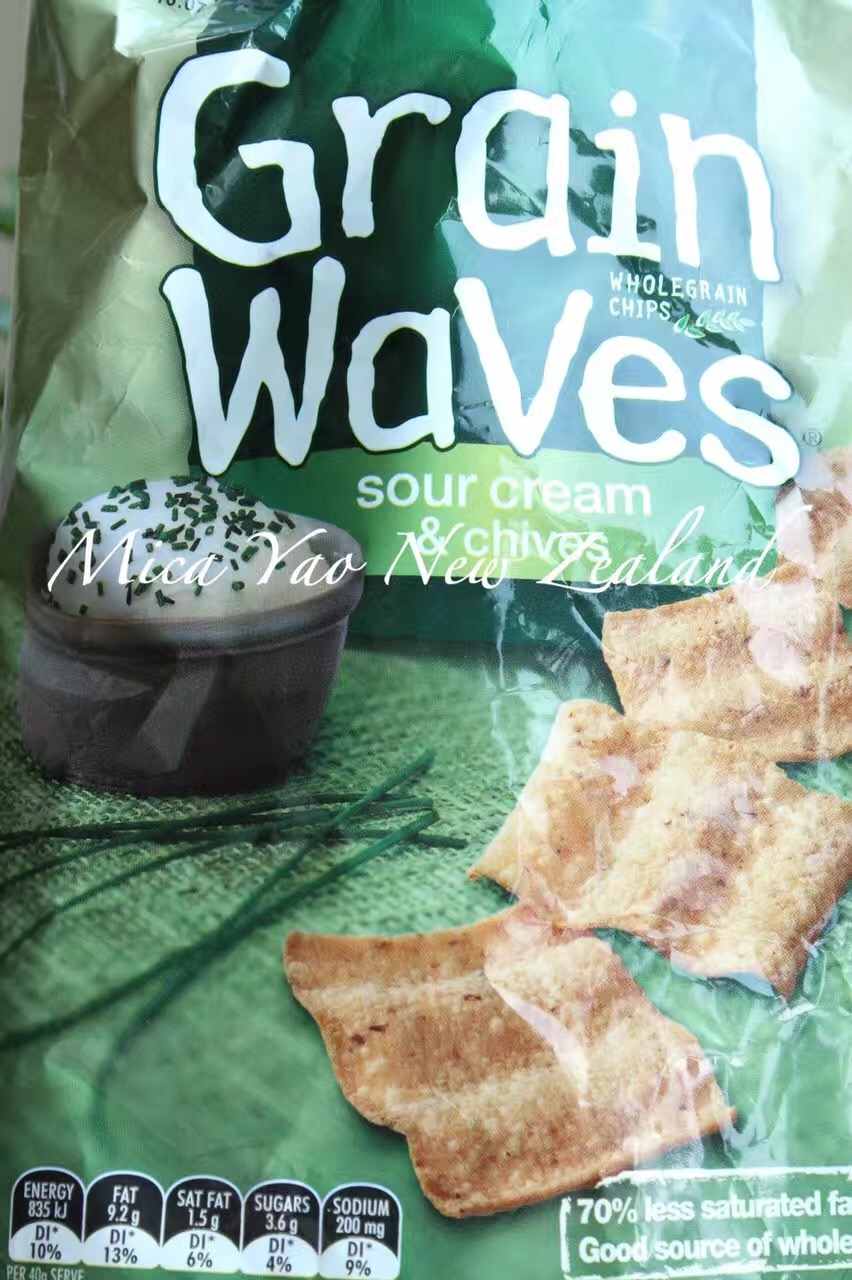 Grain
Waves
WHOLEGRAIN
CHIPS
®
sour cream
& chives
Mica Yao New Zealand
ENERGY
835 kJ
DI*
10%
FAT
9.2 g
DI*
13%
SAT FAT
1.5 g
DI*
6%
SUGARS
3.6 g
DI*
4%
SODIUM
200 mg
DI*
9%
PER 40g SERVE
70% less saturated fa
Good source of whole